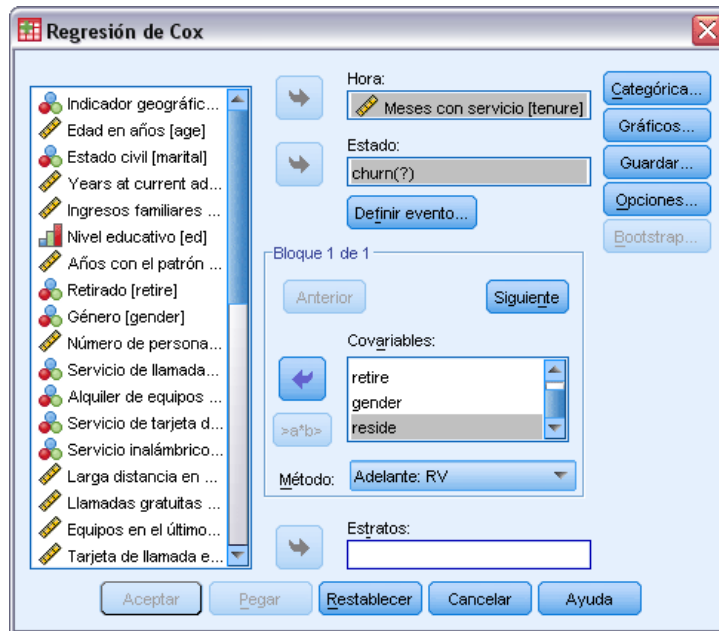 Regresión de Cox
Indicador geográfic...
Edad en años [age]
Estado civil [marital]
Years at current ad...
Ingresos familiares ...
Nivel educativo [ed]
Años con el patrón ...
Retirado [retire]
Género [gender]
Número de persona...
Servicio de llamada...
Alquiler de equipos ...
Servicio de tarjeta d...
Servicio inalámbrico...
Larga distancia en ...
Llamadas gratuitas ...
Equipos en el último...
Tarjeta de llamada e...
Hora:
Meses con servicio [tenure]
Estado:
churn(?)
Definir evento...
Bloque 1 de 1
Anterior
Siguiente
Covariables:
retire
gender
reside
>a*b>
Método:
Adelante: RV
Estratos:
Categórica...
Gráficos...
Guardar...
Opciones...
Bootstrap...
Aceptar
Pegar
Restablecer
Cancelar
Ayuda